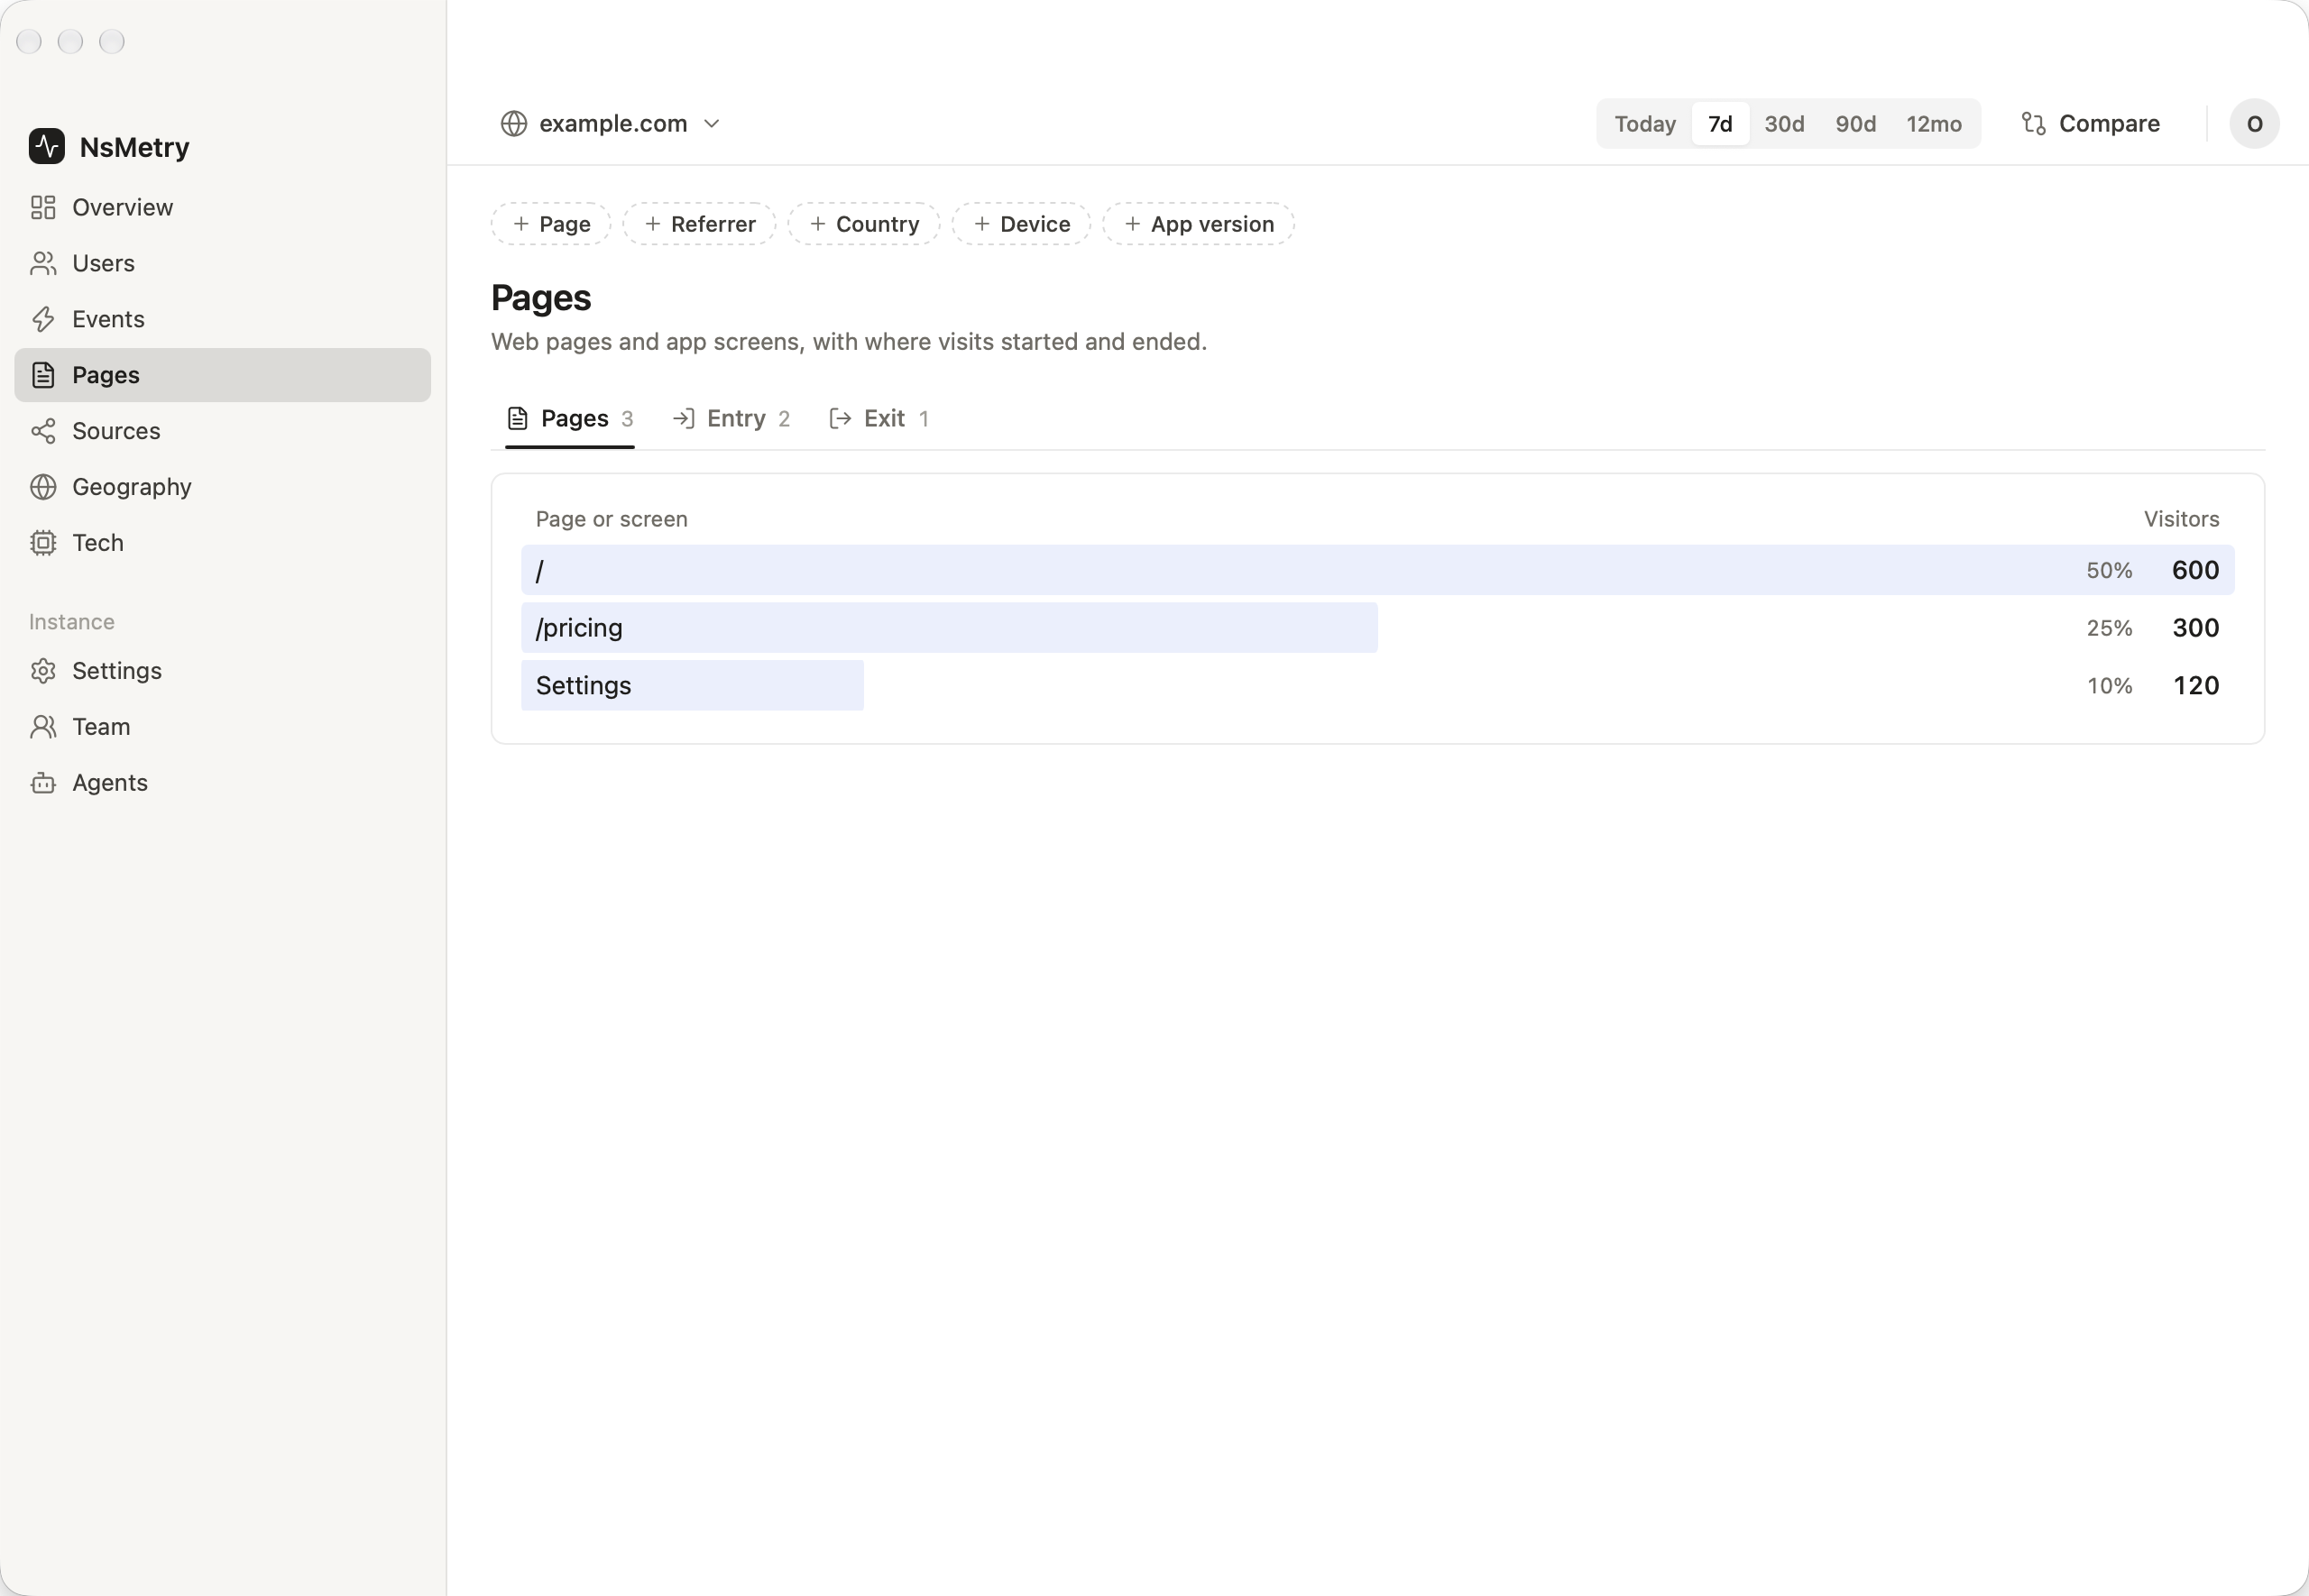 NsMetry
Overview
Users
Events
Pages
Sources
Geography
Tech
Instance
Settings
Team
Agents
example.com
Today 7d 30d 90d 12mo Compare O
+ Page + Referrer + Country + Device + App version
Pages
Web pages and app screens, with where visits started and ended.
Pages 3 Entry 2 Exit 1
Page or screen Visitors
/ 50% 600
/pricing 25% 300
Settings 10% 120